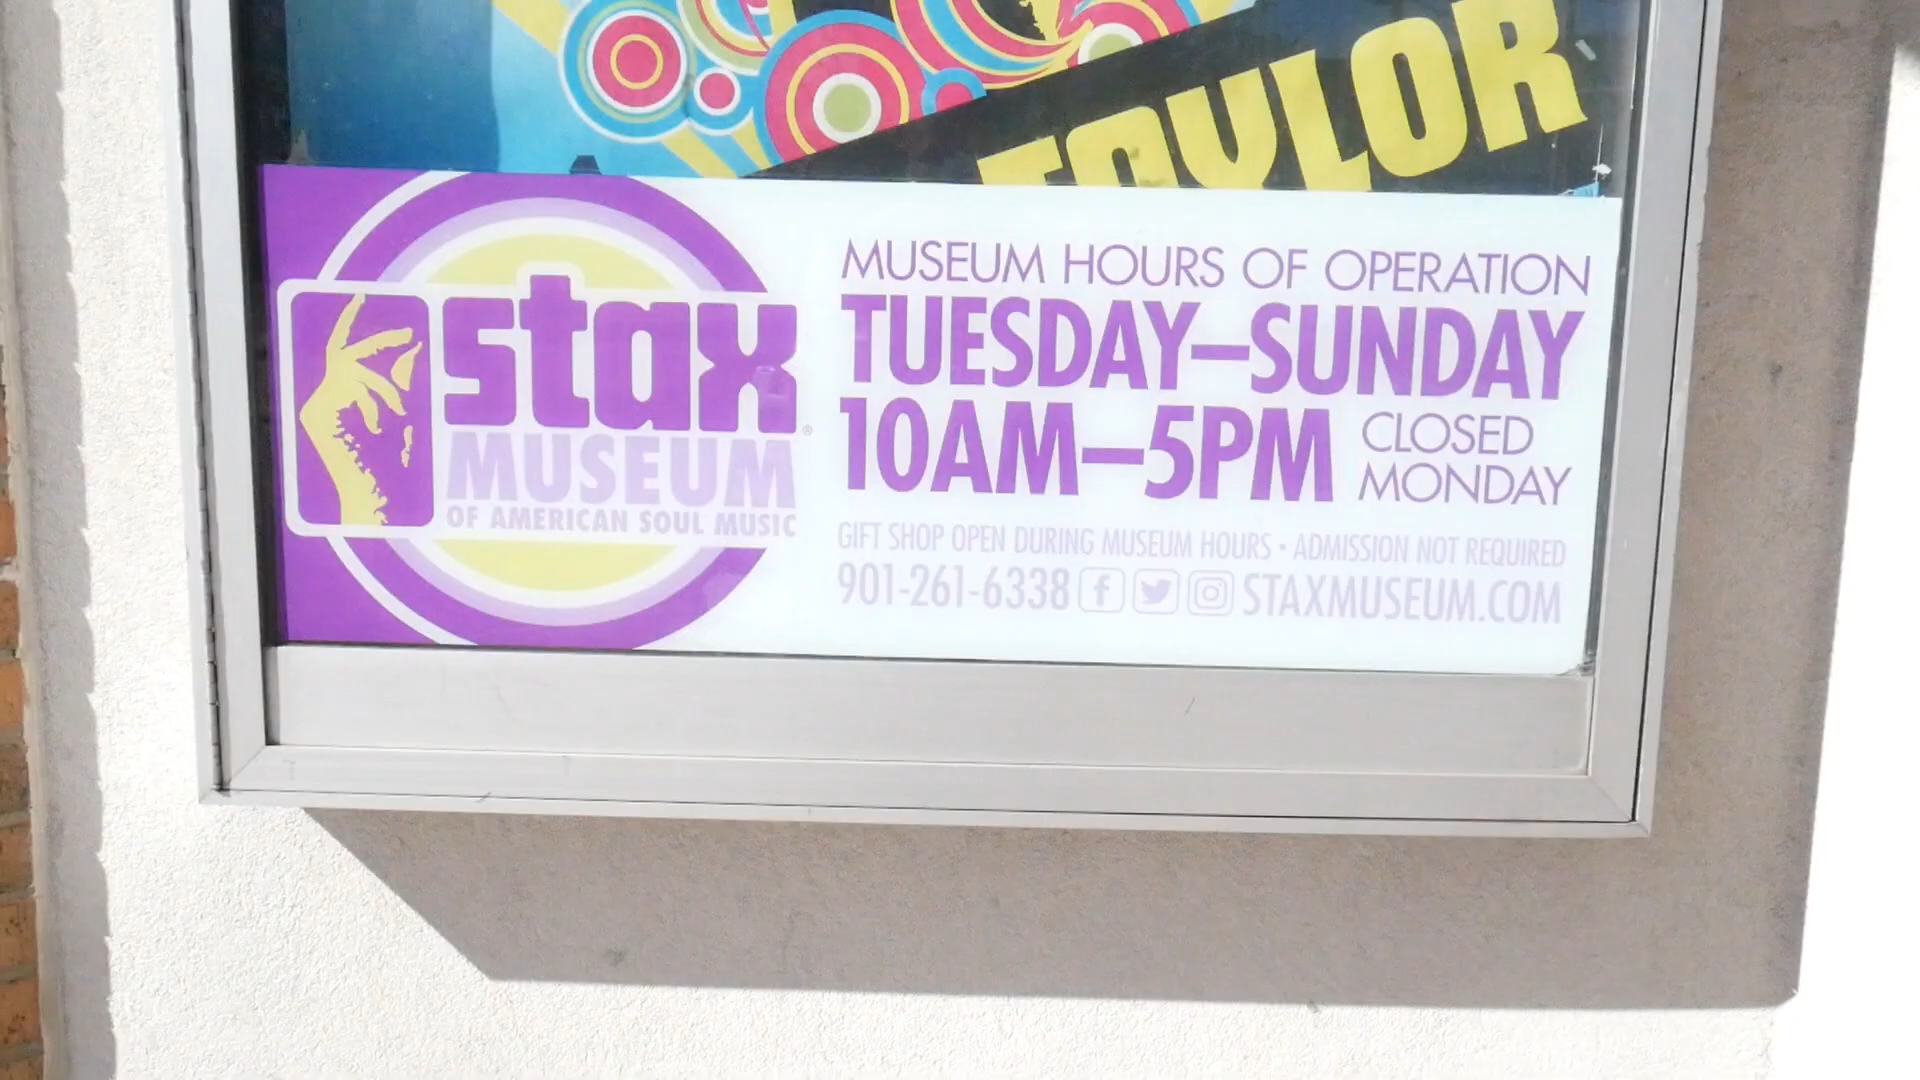 TAYLOR
stax
MUSEUM
OF AMERICAN SOUL MUSIC
MUSEUM HOURS OF OPERATION
TUESDAY–SUNDAY
10AM–5PM
CLOSED
MONDAY
GIFT SHOP OPEN DURING MUSEUM HOURS • ADMISSION NOT REQUIRED
901-261-6338 STAXMUSEUM.COM